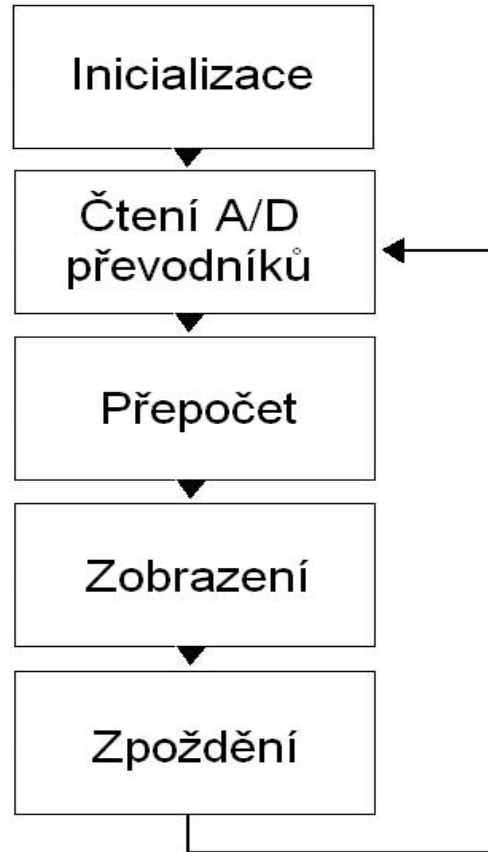 Inicializace
Čtení A/D
převodníků
Přepočet
Zobrazení
Zpoždění